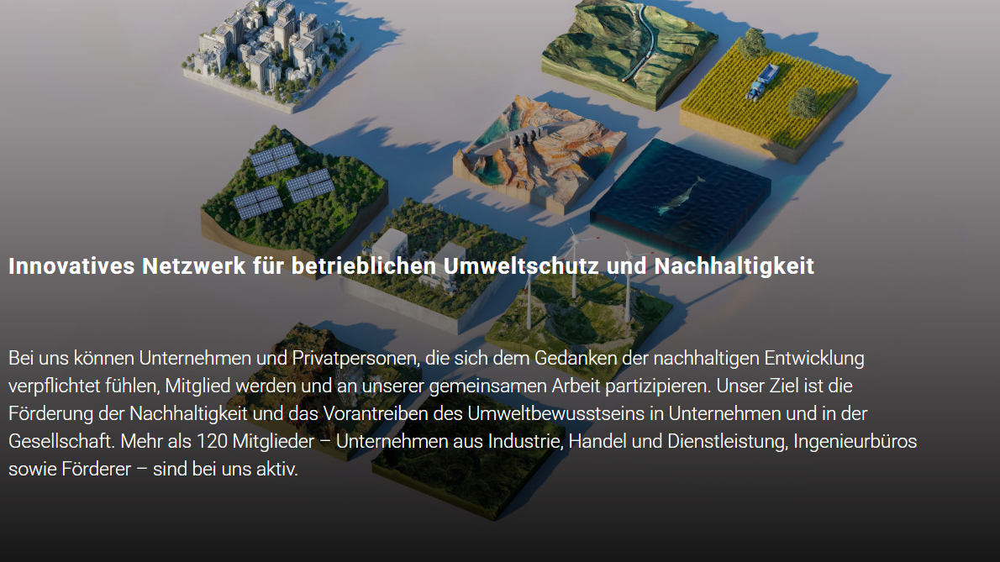 Innovatives Netzwerk für betrieblichen Umweltschutz und Nachhaltigkeit
Bei uns können Unternehmen und Privatpersonen, die sich dem Gedanken der nachhaltigen Entwicklung
verpflichtet fühlen, Mitglied werden und an unserer gemeinsamen Arbeit partizipieren. Unser Ziel ist die
Förderung der Nachhaltigkeit und das Vorantreiben des Umweltbewusstseins in Unternehmen und in der
Gesellschaft. Mehr als 120 Mitglieder – Unternehmen aus Industrie, Handel und Dienstleistung, Ingenieurbüros
sowie Förderer – sind bei uns aktiv.